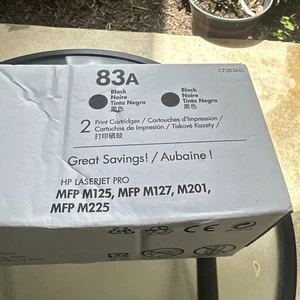 CF283AD
83A
Black
Noire
Tinta Negra
黑色
Black
Noire
Tinta Negra
黑色
2 Print Cartridges / Cartouches d'Impression /
Cartuchos de Impresión / Tiskové Kazety /
打印硒鼓
Great Savings! / Aubaine !
HP LASERJET PRO
MFP M125, MFP M127, M201,
MFP M225